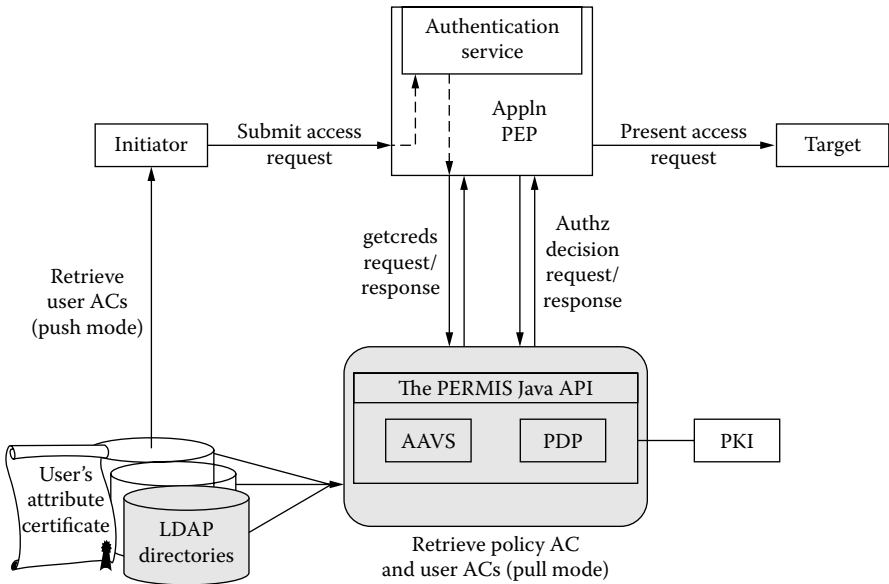 Authentication
service
Appln
PEP
Initiator
Submit access
request
Present access
request
Target
getcreds
request/
response
Authz
decision
request/
response
Retrieve
user ACs
(push mode)
The PERMIS Java API
AAVS
PDP
PKI
User's
attribute
certificate
LDAP
directories
Retrieve policy AC
and user ACs (pull mode)